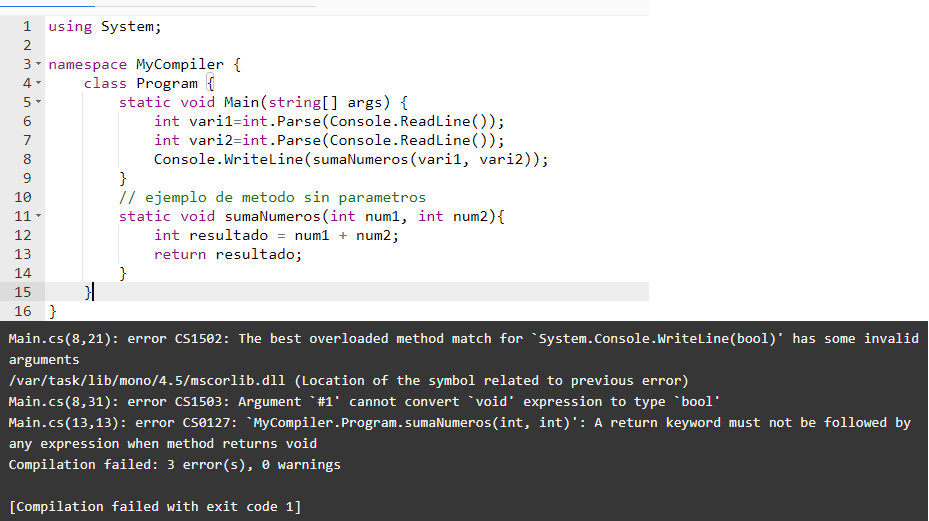 1 using System;
2
3 namespace MyCompiler {
4 class Program {
5 static void Main(string[] args) {
6 int vari1=int.Parse(Console.ReadLine());
7 int vari2=int.Parse(Console.ReadLine());
8 Console.WriteLine(sumaNumeros(vari1, vari2));
9 }
10 // ejemplo de metodo sin parametros
11 static void sumaNumeros(int num1, int num2){
12 int resultado = num1 + num2;
13 return resultado;
14 }
15 }
16 }
Main.cs(8,21): error CS1502: The best overloaded method match for `System.Console.WriteLine(bool)' has some invalid
arguments
/var/task/lib/mono/4.5/mscorlib.dll (Location of the symbol related to previous error)
Main.cs(8,31): error CS1503: Argument `#1' cannot convert `void' expression to type `bool'
Main.cs(13,13): error CS0127: `MyCompiler.Program.sumaNumeros(int, int)': A return keyword must not be followed by
any expression when method returns void
Compilation failed: 3 error(s), 0 warnings
[Compilation failed with exit code 1]